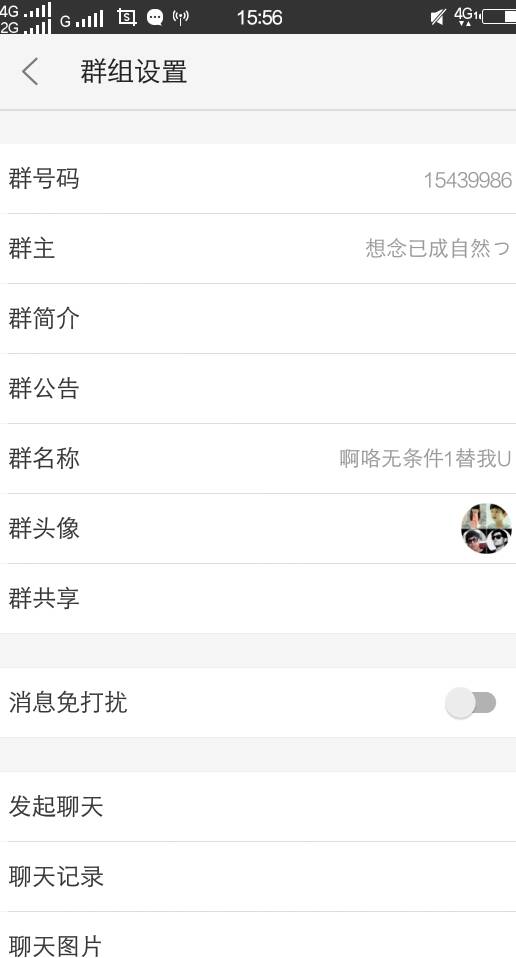 4G
2G
G
S
15:56
4G1
群组设置
群号码 15439986
群主 想念已成自然つ
群简介
群公告
群名称 啊咯无条件1替我U
群头像
群共享
消息免打扰
发起聊天
聊天记录
聊天图片